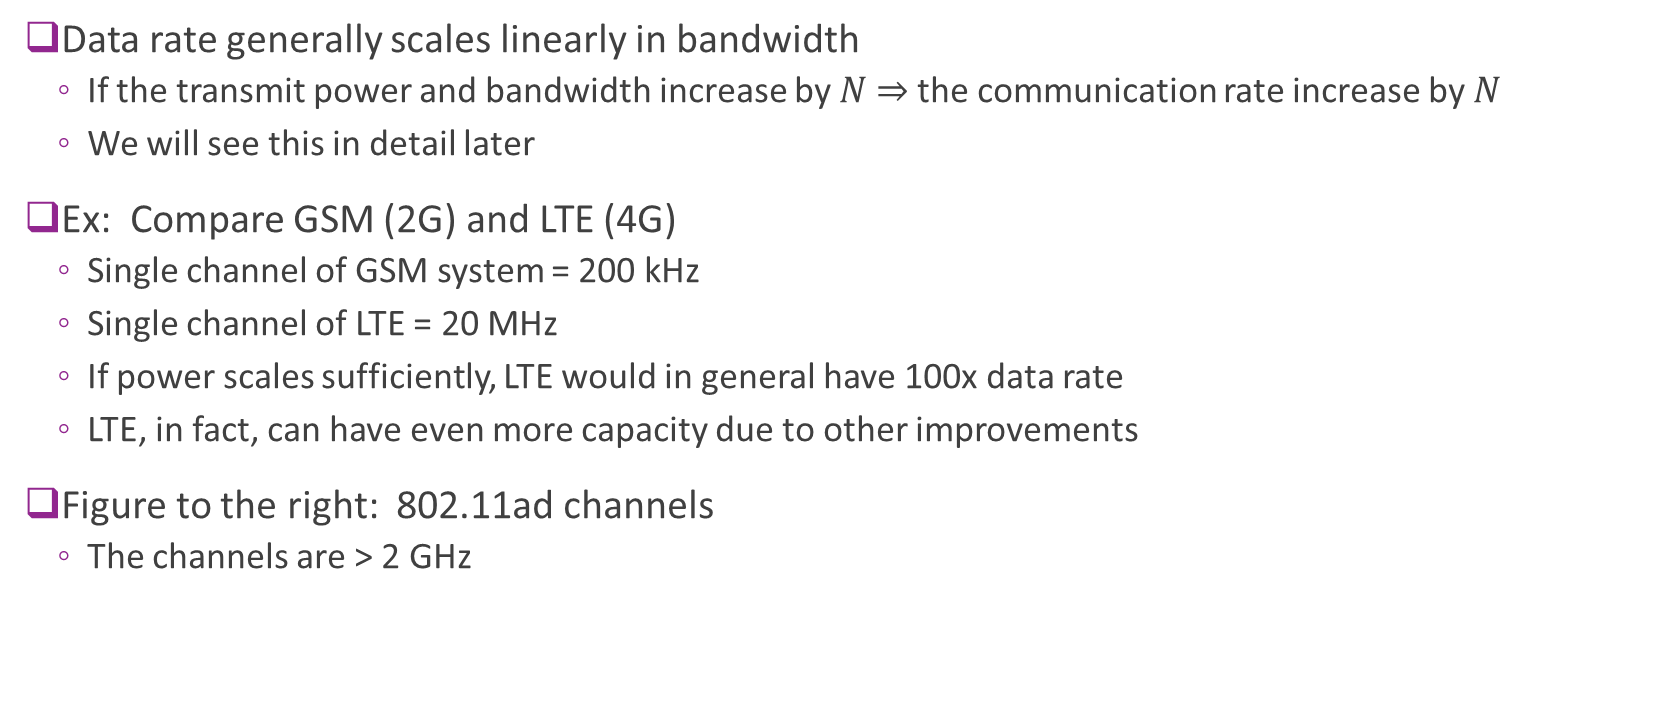 ❑Data rate generally scales linearly in bandwidth
◦ If the transmit power and bandwidth increase by N ⇒ the communication rate increase by N
◦ We will see this in detail later
❑Ex: Compare GSM (2G) and LTE (4G)
◦ Single channel of GSM system = 200 kHz
◦ Single channel of LTE = 20 MHz
◦ If power scales sufficiently, LTE would in general have 100x data rate
◦ LTE, in fact, can have even more capacity due to other improvements
❑Figure to the right: 802.11ad channels
◦ The channels are > 2 GHz